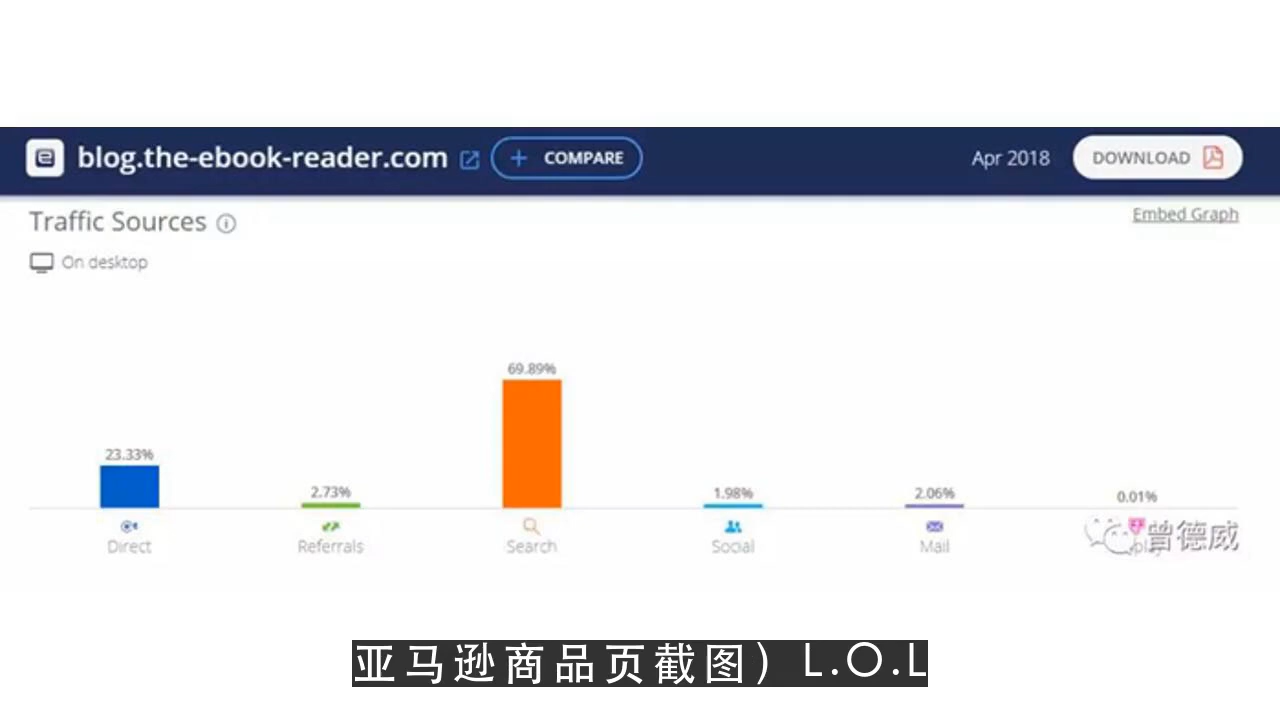 blog.the-ebook-reader.com
COMPARE
Apr 2018
DOWNLOAD
Traffic Sources
Embed Graph
On desktop
23.33%
2.73%
69.89%
1.98%
2.06%
0.01%
Direct
Referrals
Search
Social
Mail
曾德威
亚马逊商品页截图) L.O.L